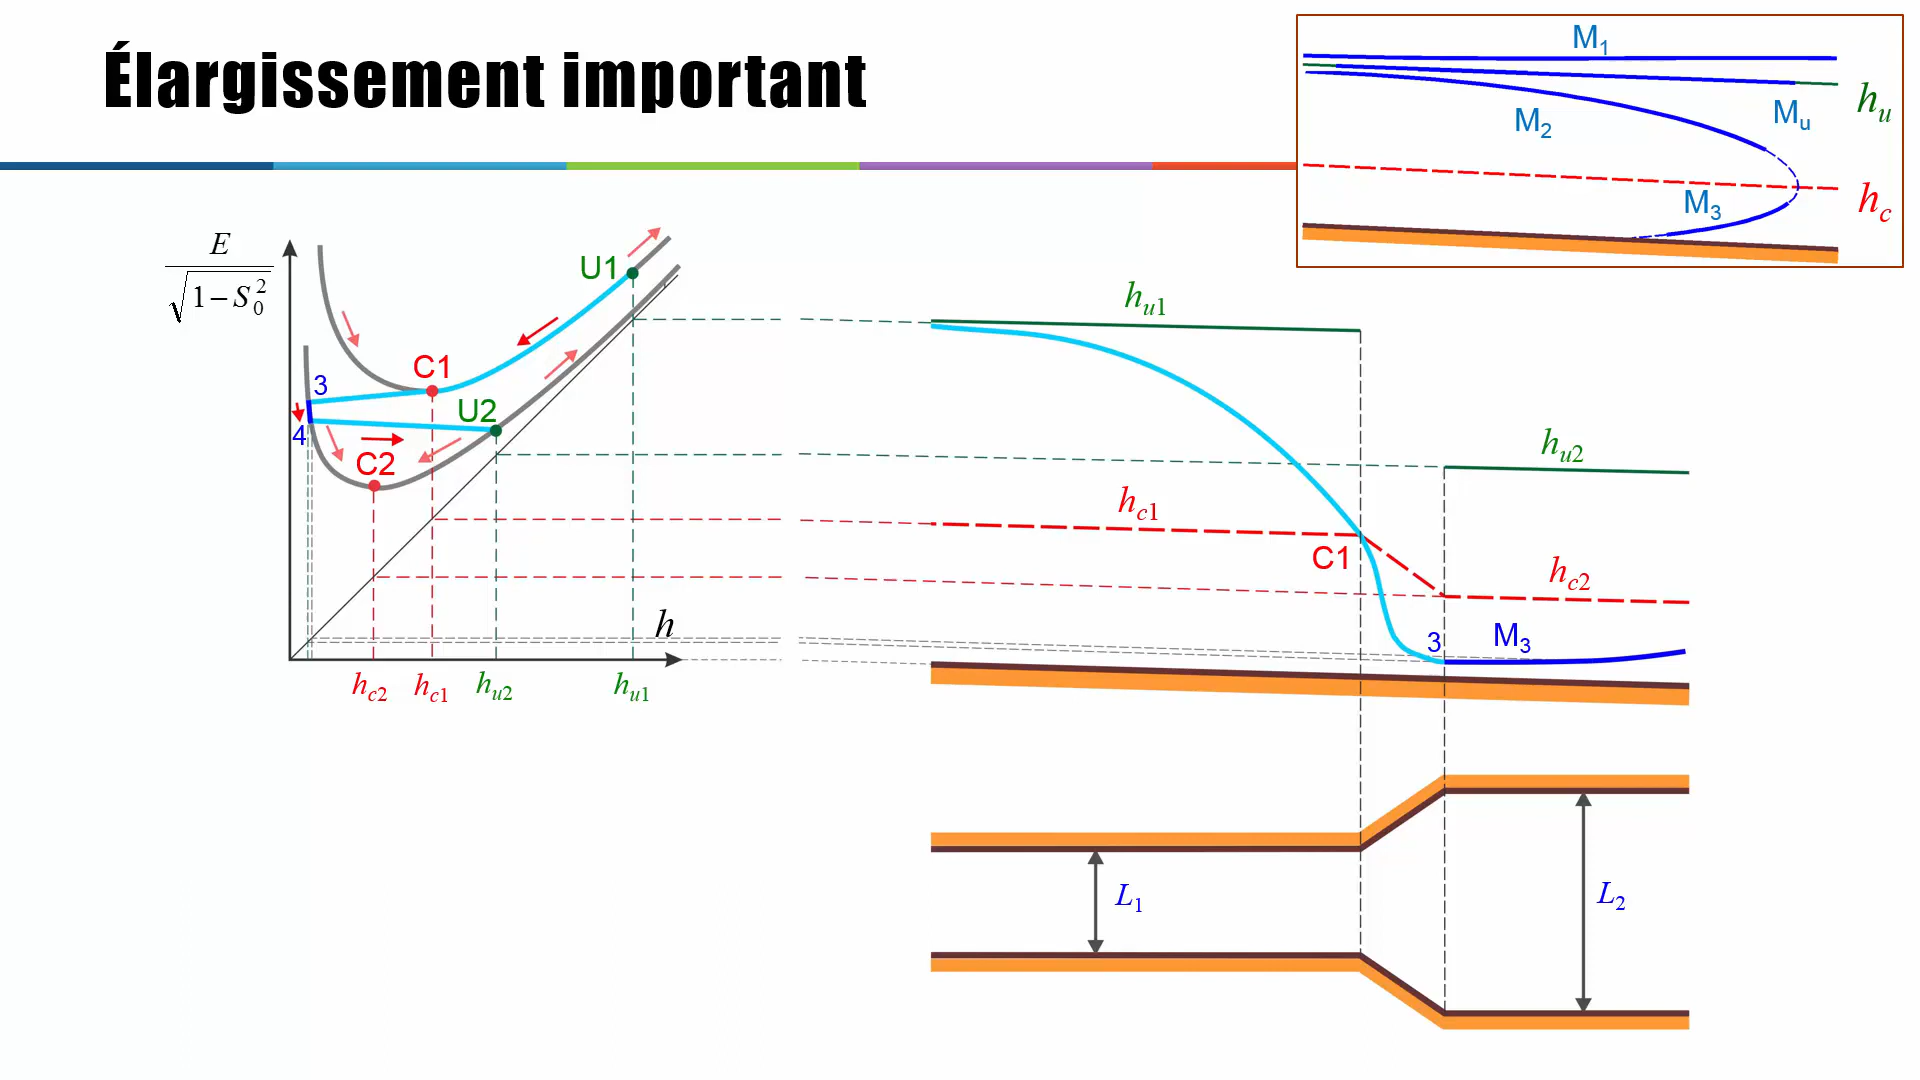 Élargissement important
M1
hu
Mu
M2
hc
M3
E
√1−S0²
U1
hu1
C1
3
U2
4
C2
hu2
hc1
C1
hc2
h
3
M3
hc2
hc1
hu2
hu1
L1
L2